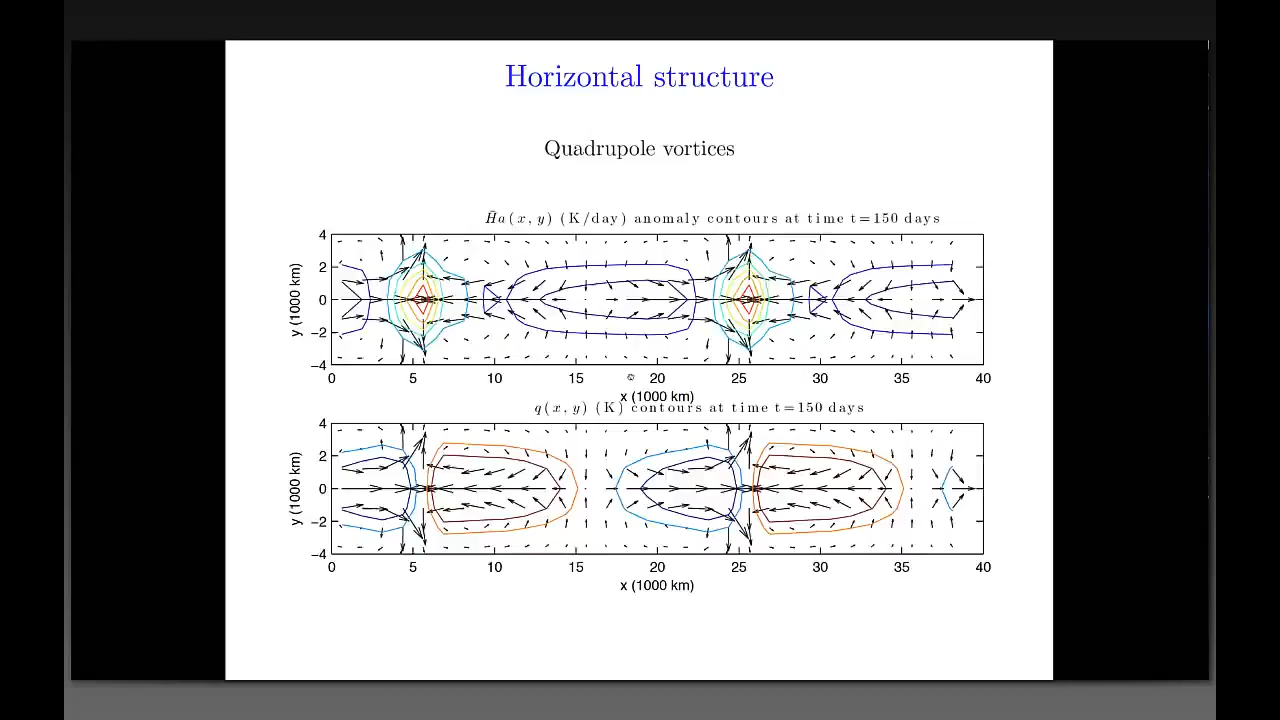 Horizontal structure
Quadrupole vortices
H̄a(x, y) (K/day) anomaly contours at time t=150 days
4
2
0
−2
−4
y (1000 km)
0 5 10 15 20 25 30 35 40
x (1000 km)
q(x, y) (K) contours at time t=150 days
4
2
0
−2
−4
y (1000 km)
0 5 10 15 20 25 30 35 40
x (1000 km)